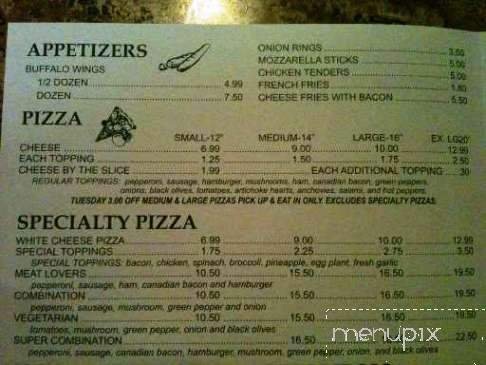 APPETIZERS
BUFFALO WINGS
1/2 DOZEN 4.99
DOZEN 7.50
ONION RINGS 3.50
MOZZARELLA STICKS 5.00
CHICKEN TENDERS 5.00
FRENCH FRIES 1.80
CHEESE FRIES WITH BACON 5.50
PIZZA
SMALL-12" MEDIUM-14" LARGE-16" EX. LG20"
CHEESE 6.99 9.00 10.00 12.99
EACH TOPPING 1.25 1.50 1.75 2.50
CHEESE BY THE SLICE 1.99 EACH ADDITIONAL TOPPING .30
REGULAR TOPPINGS: pepperoni, sausage, hamburger, mushrooms, ham, canadian bacon, green peppers,
onions, black olives, tomatoes, artichoke hearts, anchovies, salami, and hot peppers.
TUESDAY 3.00 OFF MEDIUM & LARGE PIZZAS PICK UP & EAT IN ONLY. EXCLUDES SPECIALTY PIZZAS.
SPECIALTY PIZZA
WHITE CHEESE PIZZA 6.99 9.00 10.00 12.99
SPECIAL TOPPINGS 1.75 2.25 2.75 3.50
SPECIAL TOPPINGS: bacon, chicken, spinach, broccoli, pineapple, egg plant, fresh garlic
MEAT LOVERS 10.50 15.50 16.50 19.50
pepperoni, sausage, ham, canadian bacon and hamburger
COMBINATION 10.50 15.50 16.50 19.50
pepperoni, sausage, mushroom, green pepper and onion
VEGETARIAN 10.50 15.50 16.50
tomatoes, mushroom, green pepper, onion and black olives
SUPER COMBINATION 10.50 16.50 22.50
pepperoni, sausage, canadian bacon, hamburger, mushroom, green pepper, onion, and black olives
menupix